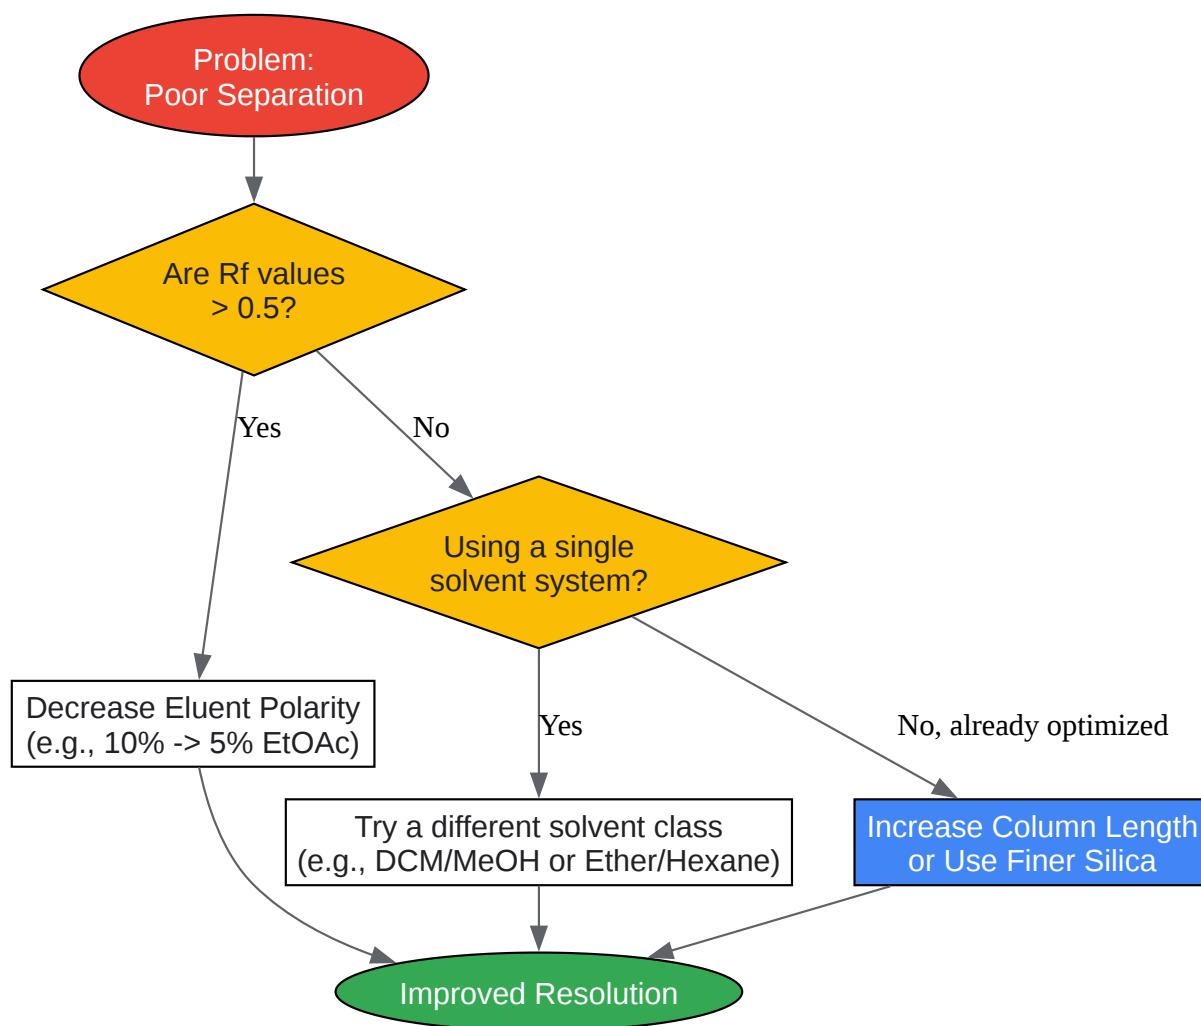 Problem:
Poor Separation
Are Rf values
> 0.5?
Yes
No
Using a single
solvent system?
Decrease Eluent Polarity
(e.g., 10% -> 5% EtOAc)
Yes
No, already optimized
Try a different solvent class
(e.g., DCM/MeOH or Ether/Hexane)
Increase Column Length
or Use Finer Silica
Improved Resolution